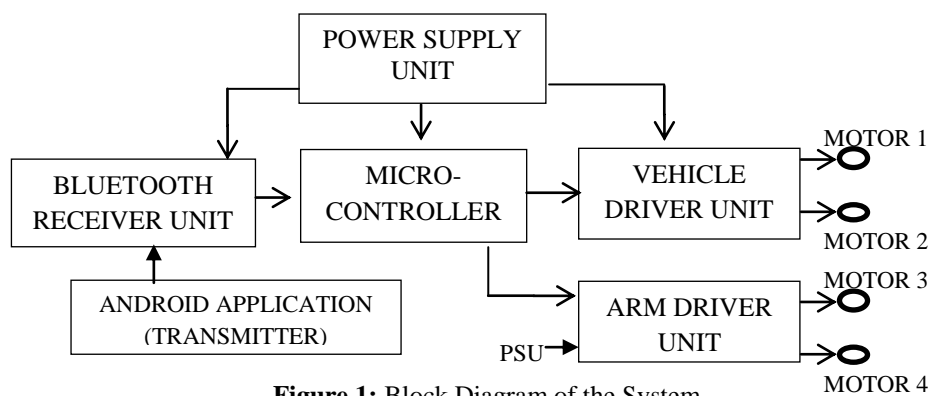 POWER SUPPLY
UNIT
BLUETOOTH
RECEIVER UNIT
MICRO-
CONTROLLER
VEHICLE
DRIVER UNIT
MOTOR 1
MOTOR 2
ANDROID APPLICATION
(TRANSMITTER)
PSU
ARM DRIVER
UNIT
MOTOR 3
MOTOR 4
Figure 1: Block Diagram of the System